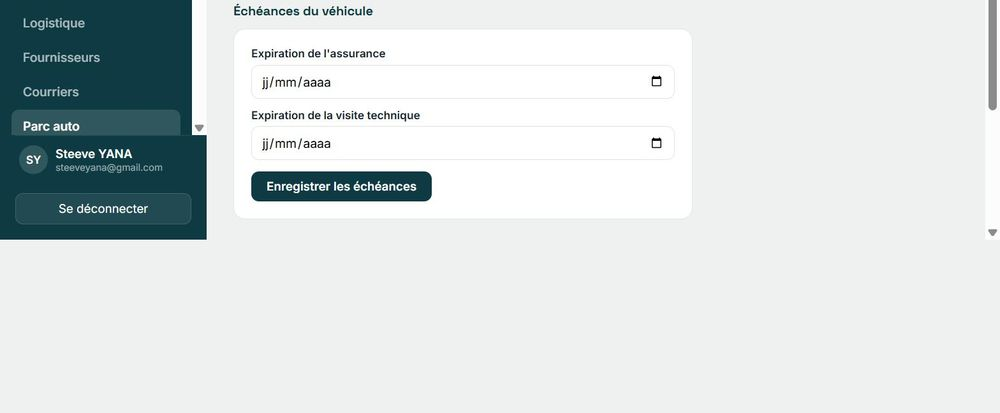 Logistique
Fournisseurs
Courriers
Parc auto
SY
Steeve YANA
steeveyana@gmail.com
Se déconnecter
Échéances du véhicule
Expiration de l'assurance
jj/mm/aaaa
Expiration de la visite technique
jj/mm/aaaa
Enregistrer les échéances